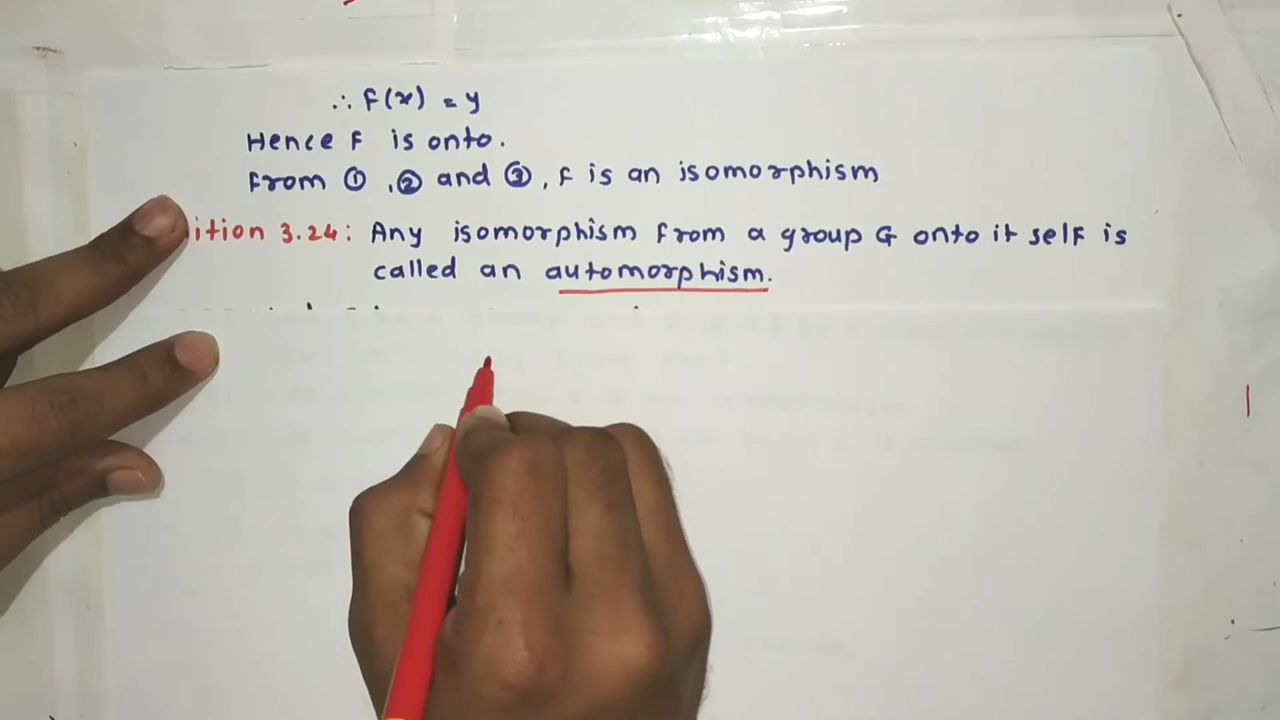 ∴ F(x) = y
Hence F is onto.
From ① , ② and ③ , F is an isomorphism
ition 3.24: Any isomorphism from a group G onto it self is
called an automorphism.